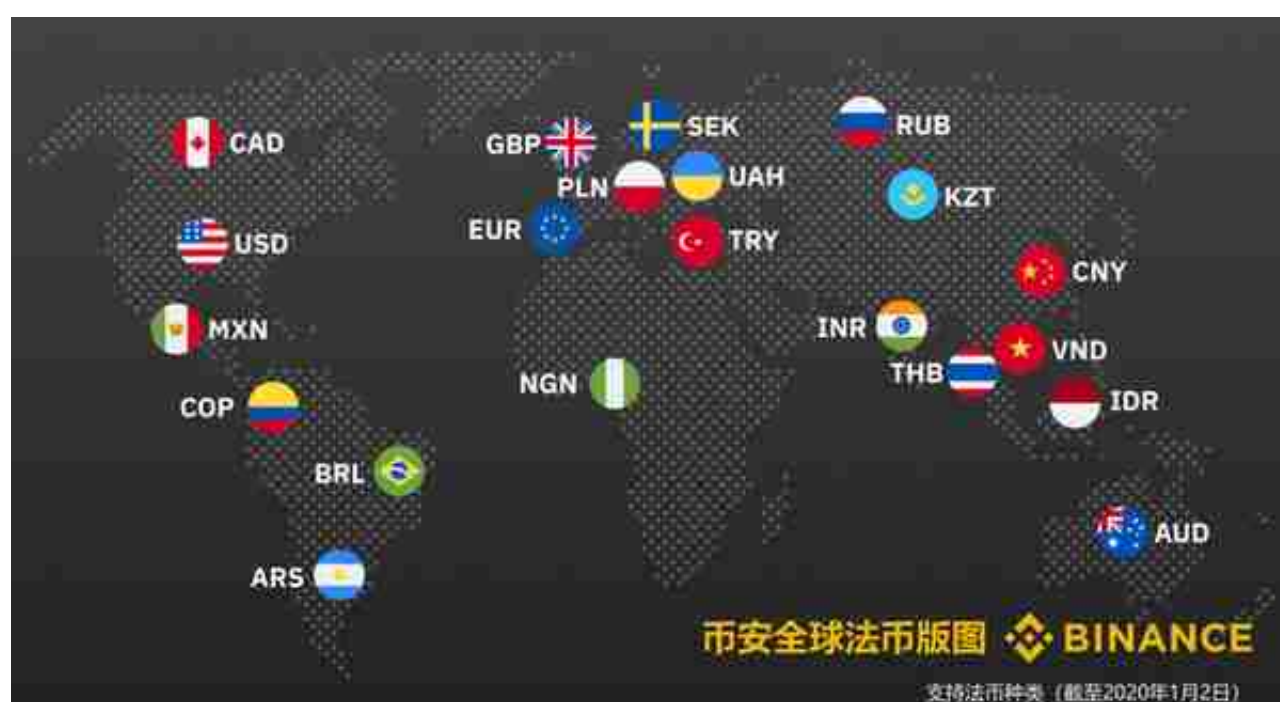 CAD
GBP
SEK
RUB
PLN
UAH
KZT
EUR
USD
TRY
CNY
MXN
INR
VND
THB
COP
NGN
IDR
BRL
AUD
ARS
币安全球法币版图 BINANCE
支持法币种类（截至2020年1月2日）